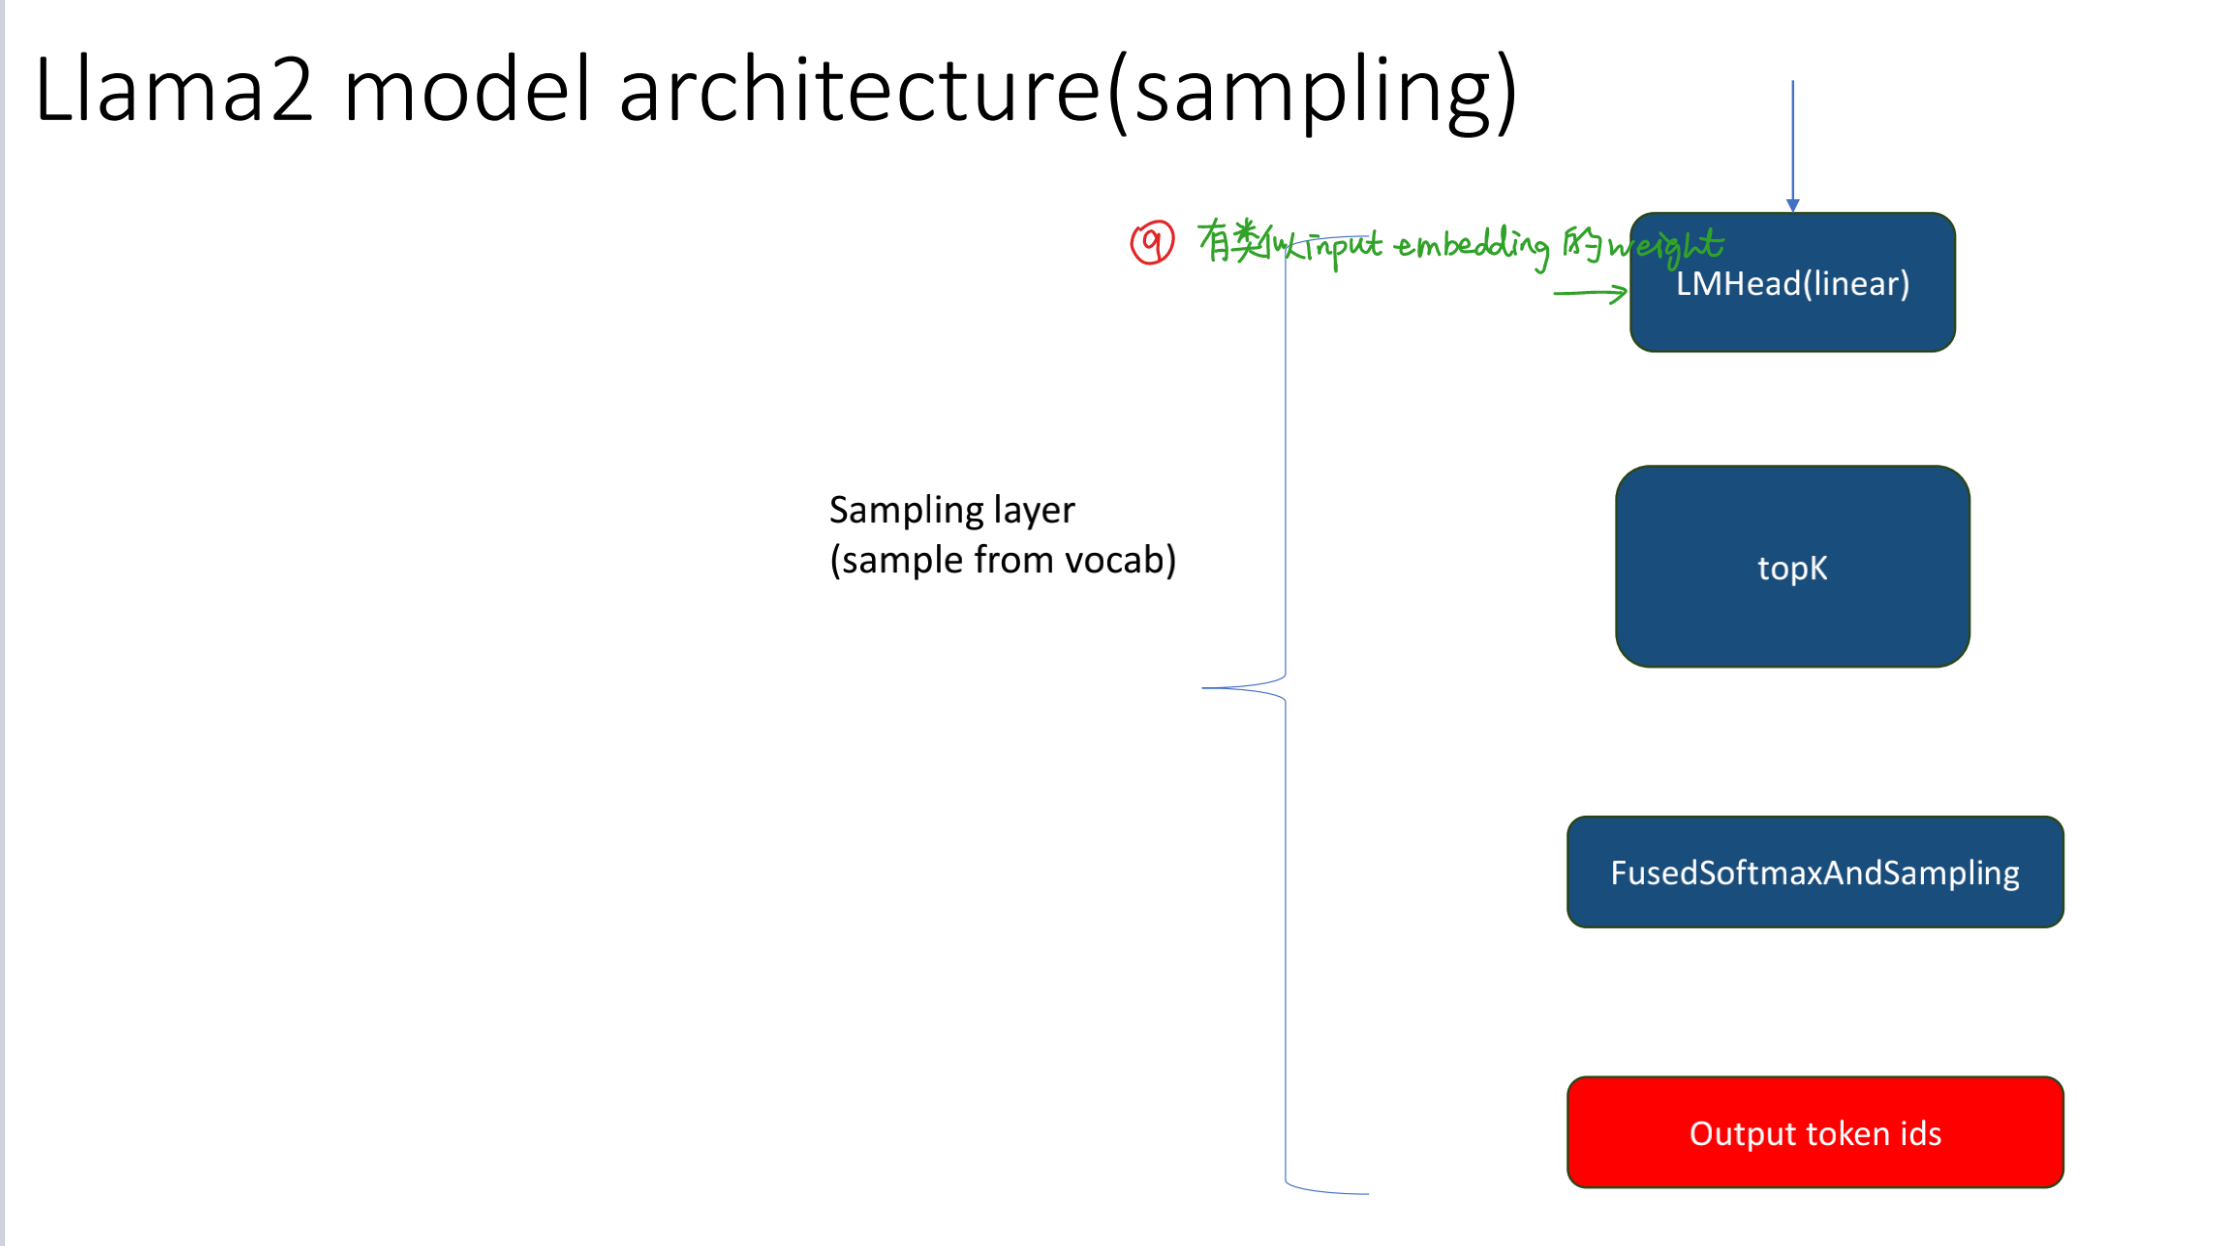 Llama2 model architecture(sampling)
⑨ 有类似input embedding 的weight
LMHead(linear)
Sampling layer
(sample from vocab)
topK
FusedSoftmaxAndSampling
Output token ids